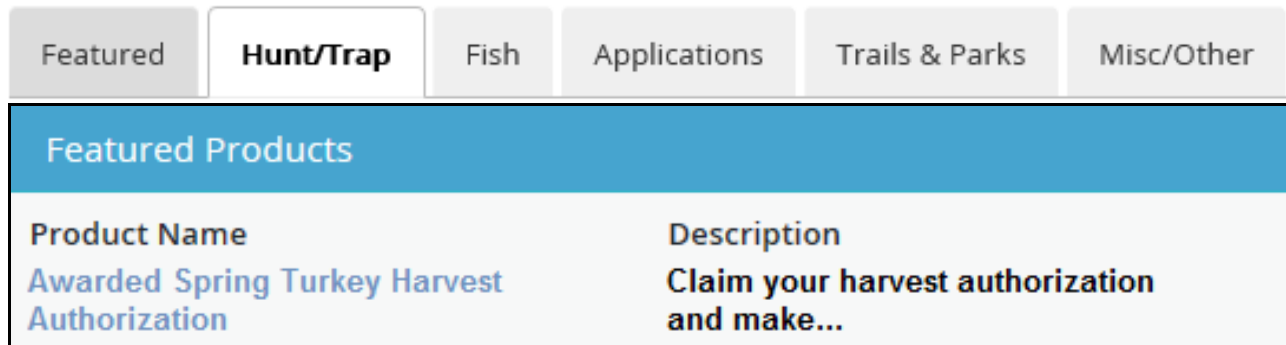 Featured Hunt/Trap Fish Applications Trails & Parks Misc/Other
Featured Products
Product Name Description
Awarded Spring Turkey Harvest Claim your harvest authorization
Authorization and make...